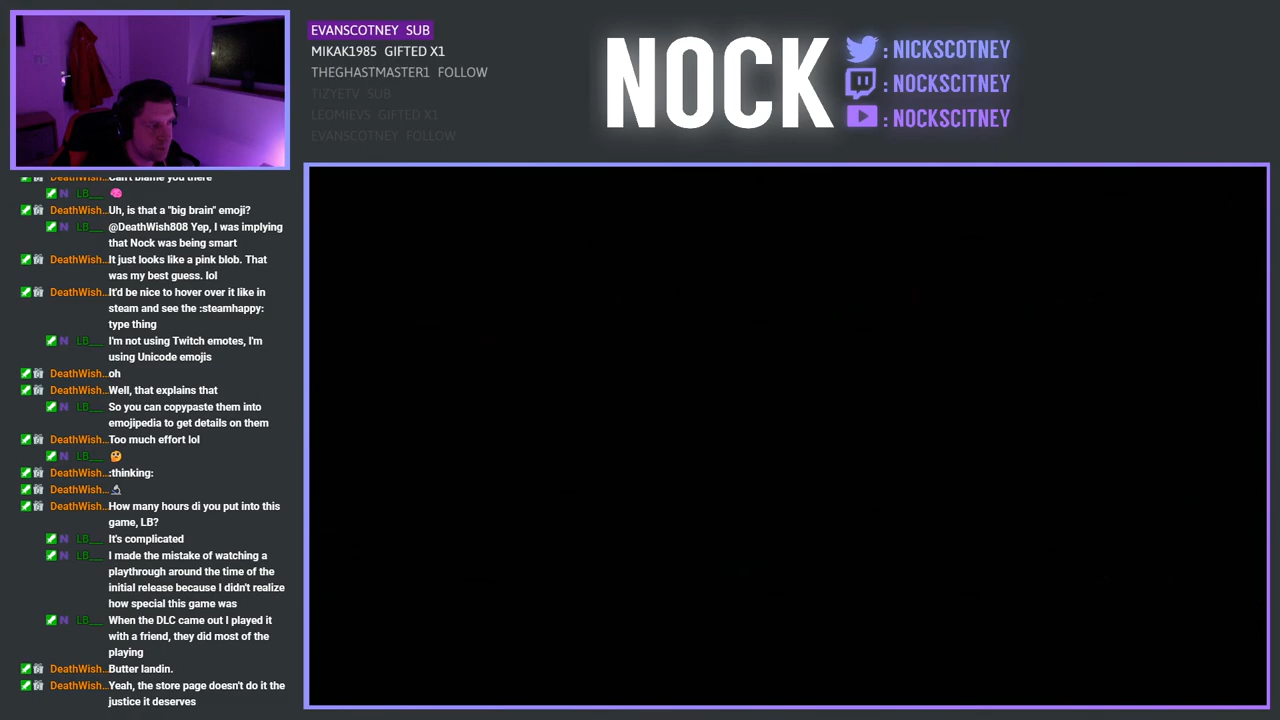 EVANSCOTNEY SUB
MIKAK1985 GIFTED X1
THEGHASTMASTER1 FOLLOW
TIZYETV SUB
LEOMIEVS GIFTED X1
EVANSCOTNEY FOLLOW
NOCK
: NICKSCOTNEY
: NOCKSCITNEY
: NOCKSCITNEY
DeathWish... Can't blame you there
N LB__ 🧠
DeathWish... Uh, is that a "big brain" emoji?
N LB__ @DeathWish808 Yep, I was implying
that Nock was being smart
DeathWish... It just looks like a pink blob. That
was my best guess. lol
DeathWish... It'd be nice to hover over it like in
steam and see the :steamhappy:
type thing
N LB__ I'm not using Twitch emotes, I'm
using Unicode emojis
DeathWish... oh
DeathWish... Well, that explains that
N LB__ So you can copypaste them into
emojipedia to get details on them
DeathWish... Too much effort lol
N LB__ 🤔
DeathWish... :thinking:
DeathWish... 🔬
DeathWish... How many hours di you put into this
game, LB?
N LB__ It's complicated
N LB__ I made the mistake of watching a
playthrough around the time of the
initial release because I didn't realize
how special this game was
N LB__ When the DLC came out I played it
with a friend, they did most of the
playing
DeathWish... Butter landin.
DeathWish... Yeah, the store page doesn't do it the
justice it deserves